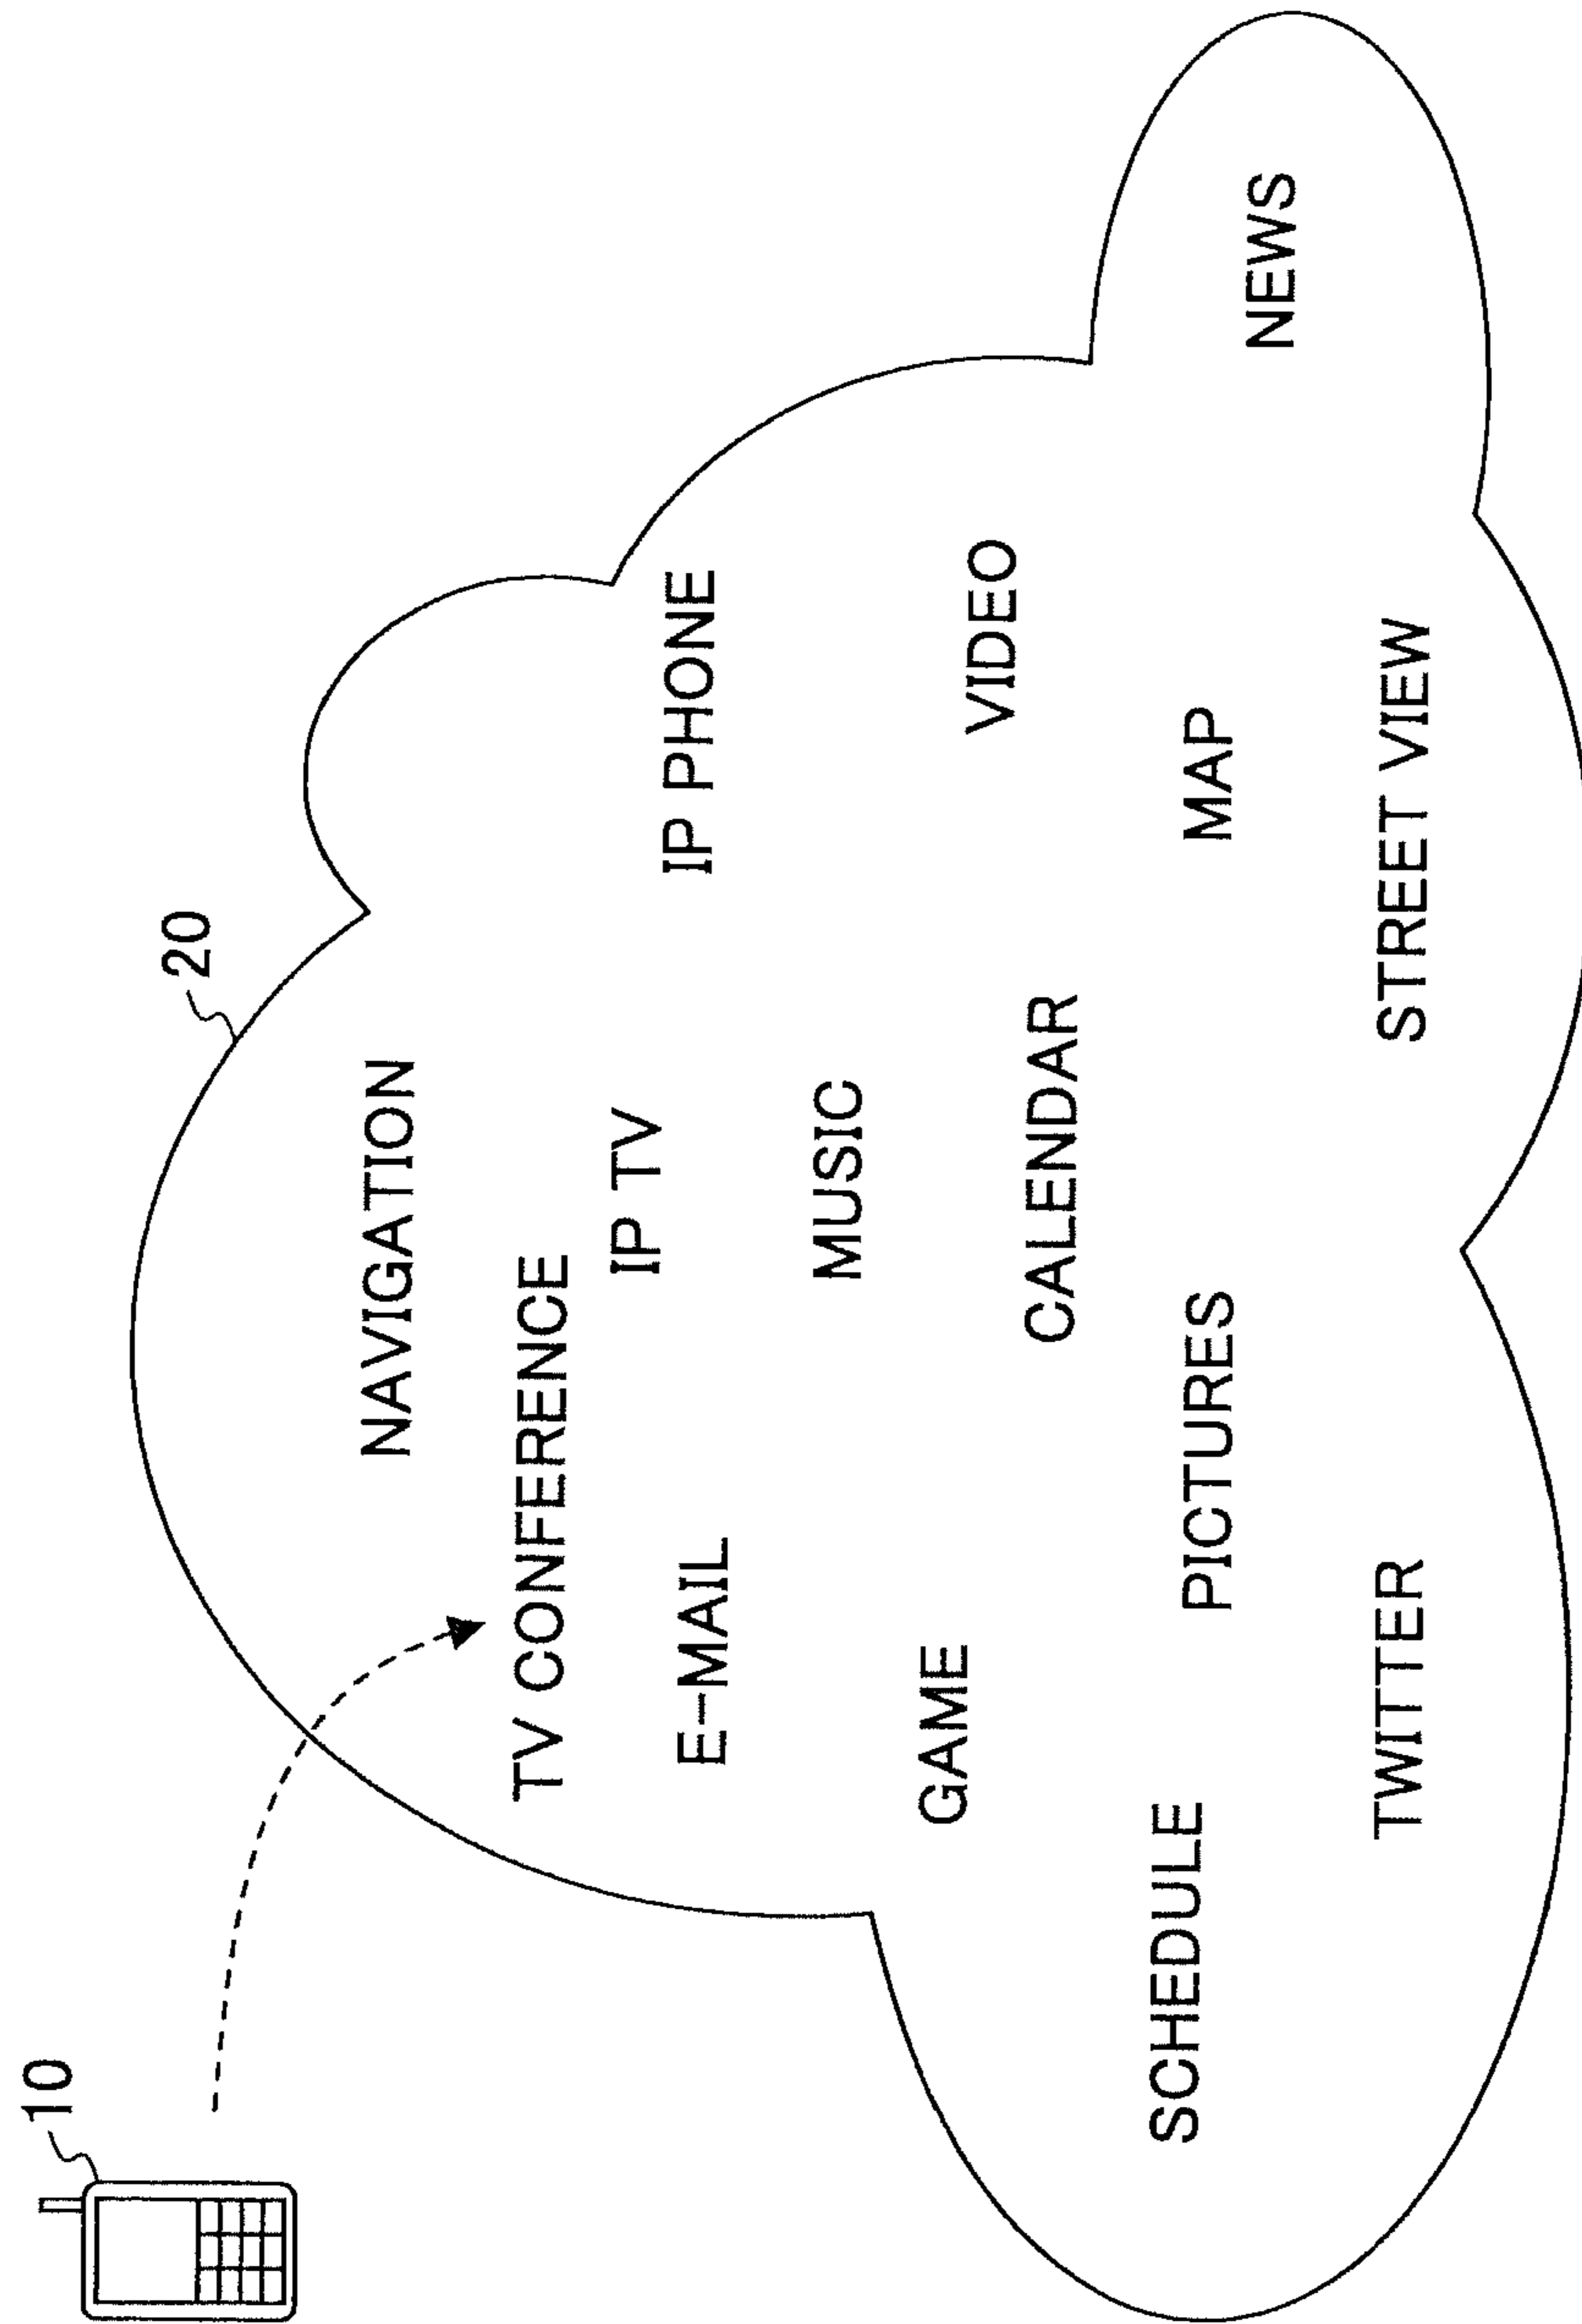 10
20
NAVIGATION
TV CONFERENCE
IP TV
E-MAIL
IP PHONE
MUSIC
GAME
VIDEO
CALENDAR
SCHEDULE
PICTURES
MAP
NEWS
TWITTER
STREET VIEW